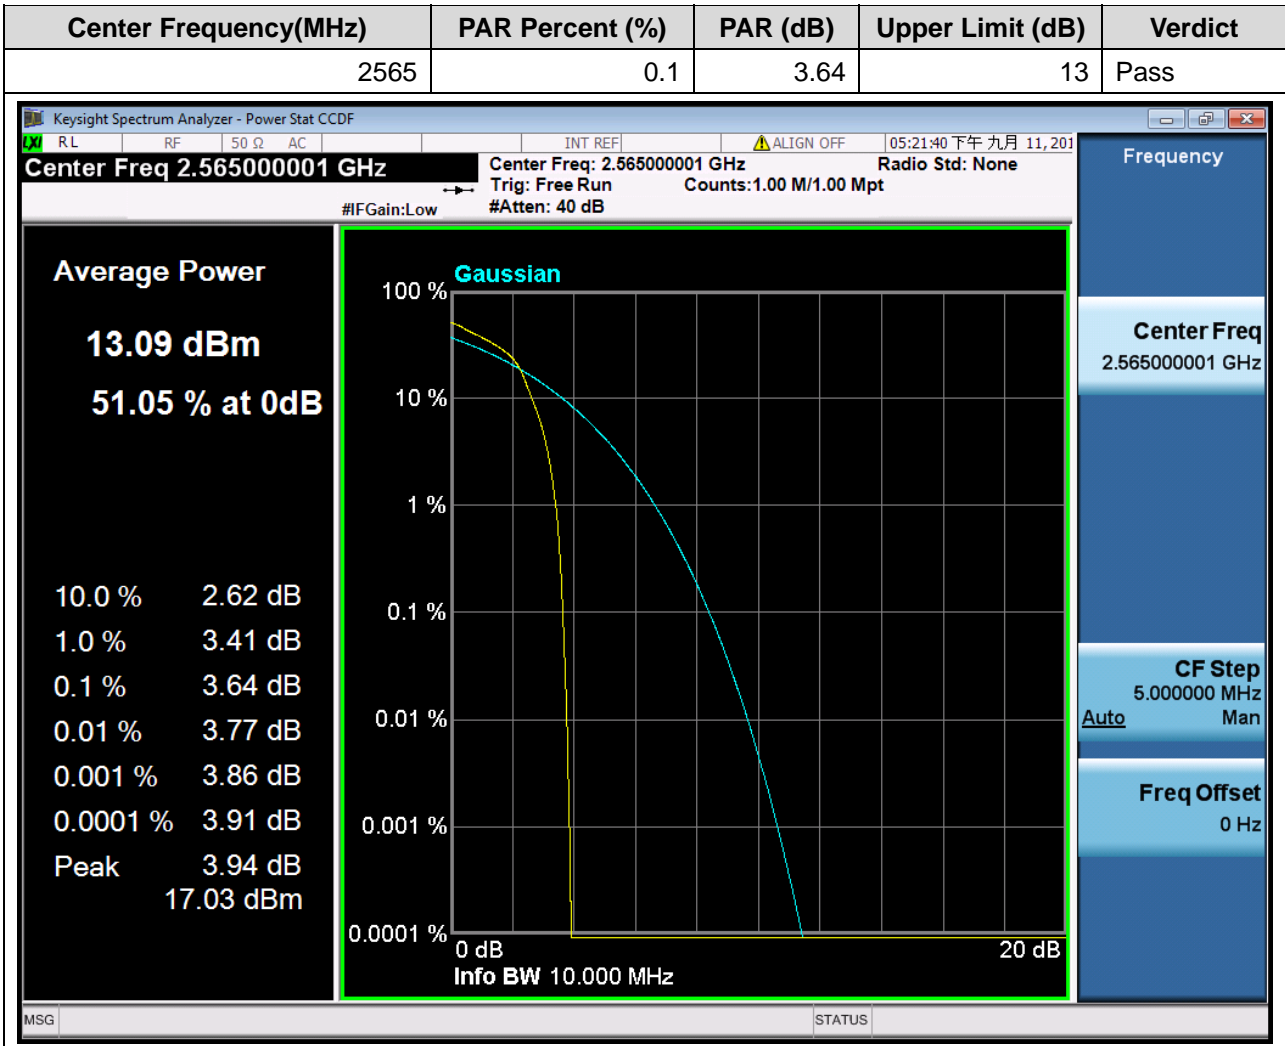 Center Frequency(MHz) PAR Percent (%) PAR (dB) Upper Limit (dB) Verdict
2565 0.1 3.64 13 Pass
Keysight Spectrum Analyzer - Power Stat CCDF
LXI RL RF 50 Ω AC INT REF ALIGN OFF 05:21:40 下午 九月 11, 201
Center Freq 2.565000001 GHz
Center Freq: 2.565000001 GHz Radio Std: None
Trig: Free Run Counts:1.00 M/1.00 Mpt
#IFGain:Low #Atten: 40 dB
Frequency
Average Power
13.09 dBm
51.05 % at 0dB
10.0 % 2.62 dB
1.0 % 3.41 dB
0.1 % 3.64 dB
0.01 % 3.77 dB
0.001 % 3.86 dB
0.0001 % 3.91 dB
Peak 3.94 dB
17.03 dBm
Gaussian
100 %
10 %
1 %
0.1 %
0.01 %
0.001 %
0.0001 %
0 dB 20 dB
Info BW 10.000 MHz
Center Freq
2.565000001 GHz
CF Step
5.000000 MHz
Auto Man
Freq Offset
0 Hz
MSG STATUS